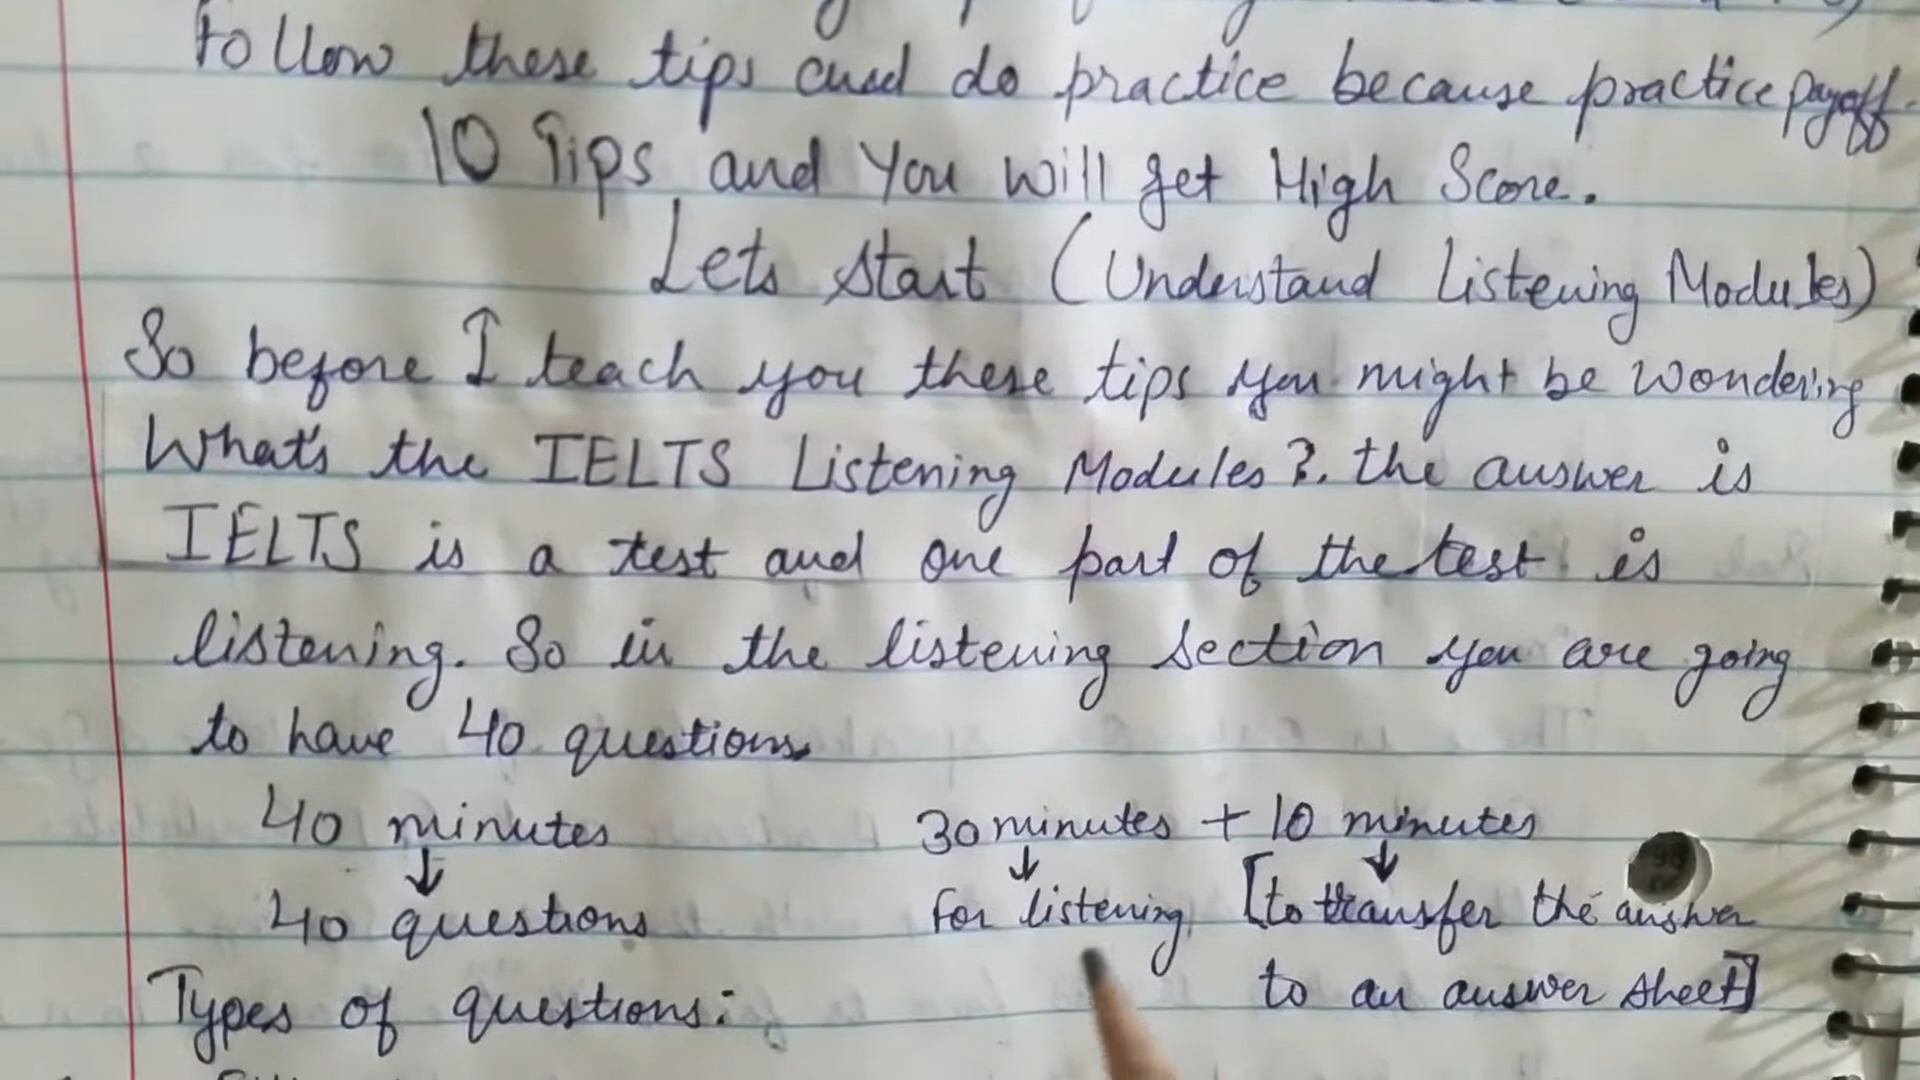 follow these tips and do practice because practice payoff.
10 Tips and You Will get High Score.
Lets start (Understand Listening Modules)
So before I teach you these tips you might be wondering
What's the IELTS Listening Modules?. the answer is
IELTS is a test and one part of the test is
listening. So in the listening section you are going
to have 40 questions
40 minutes 30 minutes + 10 minutes
↓ ↓ ↓
40 questions for listening [to transfer the answer
to an answer sheet]
Types of questions: